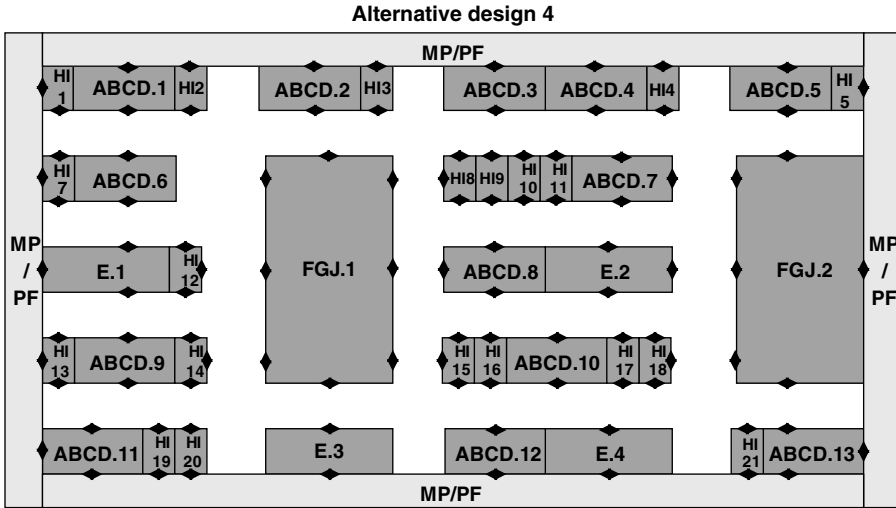 Alternative design 4
MP/PF
HI 1 ABCD.1 HI2 ABCD.2 HI3 ABCD.3 ABCD.4 HI4 ABCD.5 HI 5
HI 7 ABCD.6 HI8 HI9 HI 10 HI 11 ABCD.7
MP / PF E.1 HI 12 FGJ.1 ABCD.8 E.2 FGJ.2 MP / PF
HI 13 ABCD.9 HI 14 HI 15 HI 16 ABCD.10 HI 17 HI 18
ABCD.11 HI 19 HI 20 E.3 ABCD.12 E.4 HI 21 ABCD.13
MP/PF